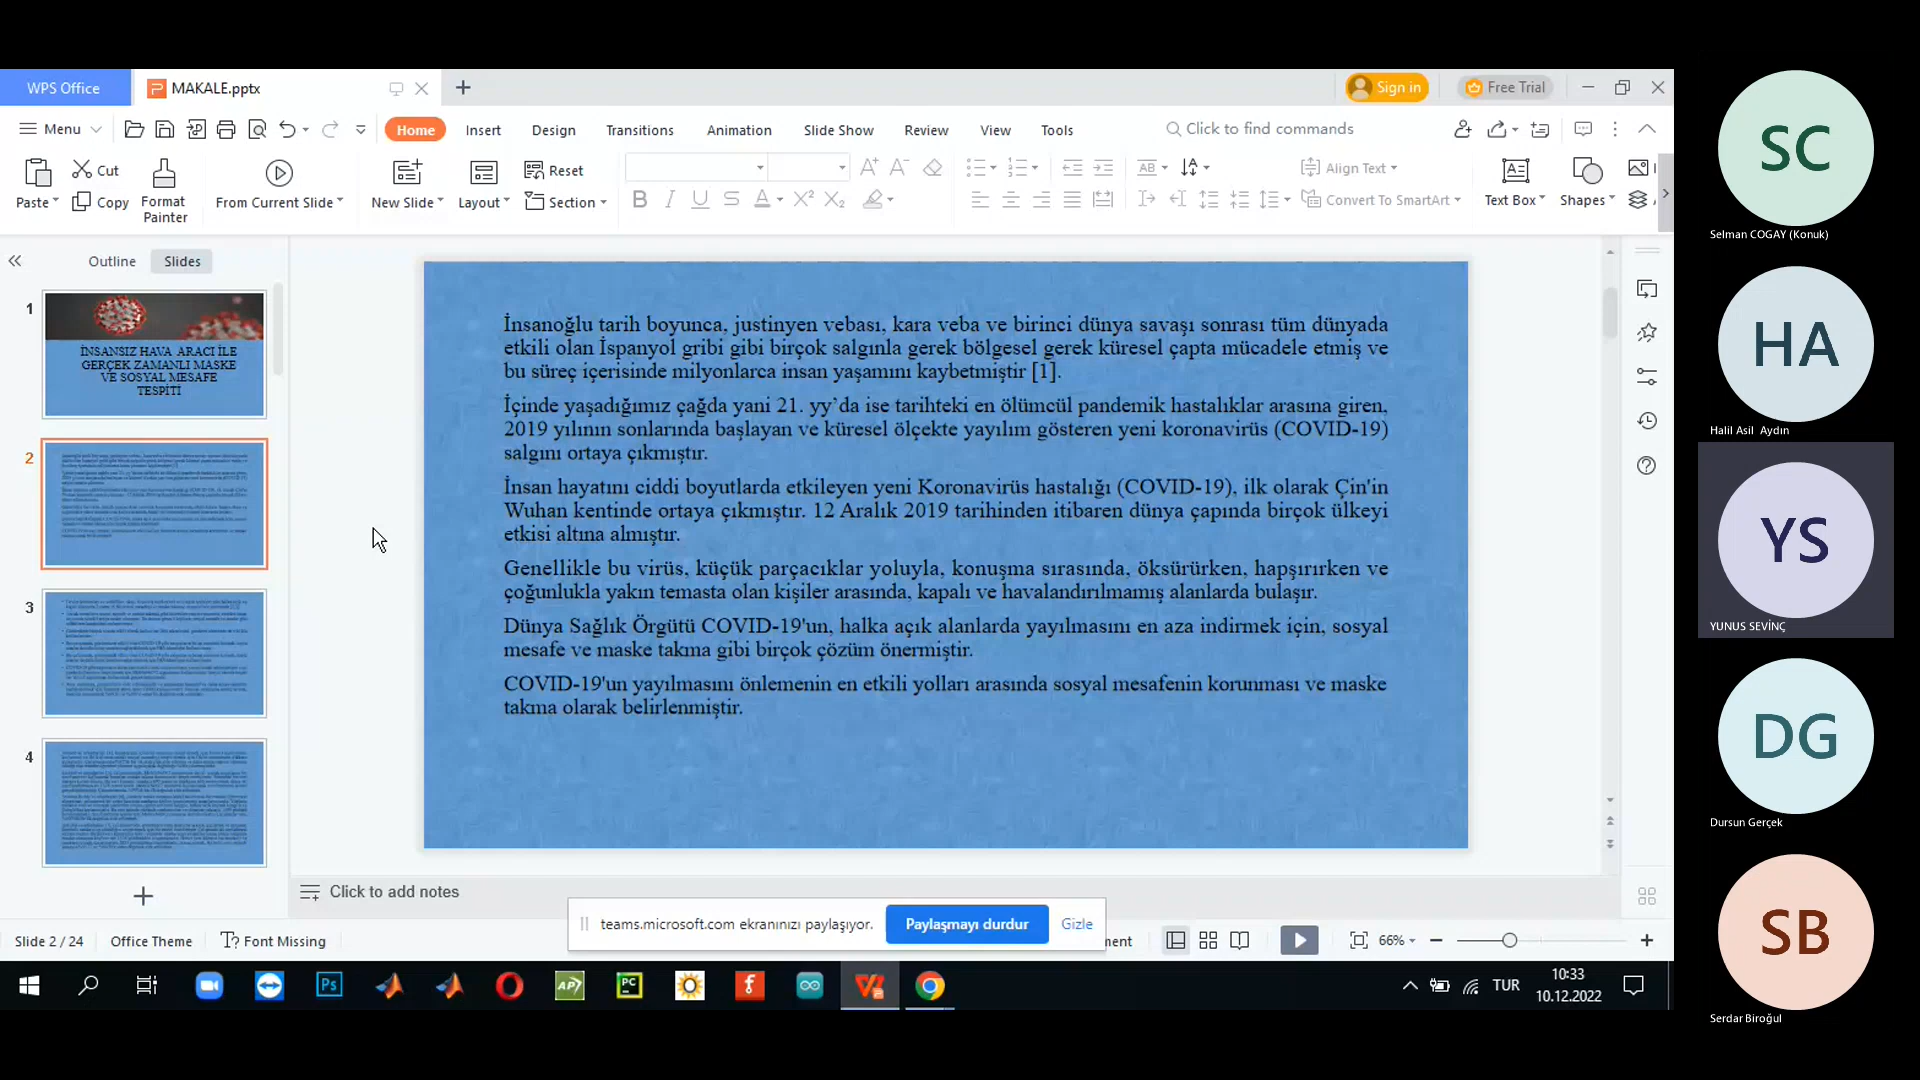 WPS Office
MAKALE.pptx
Sign in
Free Trial
Menu
Home
Insert
Design
Transitions
Animation
Slide Show
Review
View
Tools
Click to find commands
Paste
Cut
Copy
Format
Painter
From Current Slide
New Slide
Layout
Reset
Section
Align Text
Convert To SmartArt
Text Box
Shapes
Outline
Slides
1
İNSANSIZ HAVA ARACI İLE
GERÇEK ZAMANLI MASKE
VE SOSYAL MESAFE
TESPİTİ
2
3
4
İnsanoğlu tarih boyunca, justinyen vebası, kara veba ve birinci dünya savaşı sonrası tüm dünyada
etkili olan İspanyol gribi gibi birçok salgınla gerek bölgesel gerek küresel çapta mücadele etmiş ve
bu süreç içerisinde milyonlarca insan yaşamını kaybetmiştir [1].
İçinde yaşadığımız çağda yani 21. yy’da ise tarihteki en ölümcül pandemik hastalıklar arasına giren,
2019 yılının sonlarında başlayan ve küresel ölçekte yayılım gösteren yeni koronavirüs (COVID-19)
salgını ortaya çıkmıştır.
İnsan hayatını ciddi boyutlarda etkileyen yeni Koronavirüs hastalığı (COVID-19), ilk olarak Çin'in
Wuhan kentinde ortaya çıkmıştır. 12 Aralık 2019 tarihinden itibaren dünya çapında birçok ülkeyi
etkisi altına almıştır.
Genellikle bu virüs, küçük parçacıklar yoluyla, konuşma sırasında, öksürürken, hapşırırken ve
çoğunlukla yakın temasta olan kişiler arasında, kapalı ve havalandırılmamış alanlarda bulaşır.
Dünya Sağlık Örgütü COVID-19'un, halka açık alanlarda yayılmasını en aza indirmek için, sosyal
mesafe ve maske takma gibi birçok çözüm önermiştir.
COVID-19'un yayılmasını önlemenin en etkili yolları arasında sosyal mesafenin korunması ve maske
takma olarak belirlenmiştir.
Click to add notes
teams.microsoft.com ekranınızı paylaşıyor.
Paylaşmayı durdur
Gizle
Slide 2 / 24
Office Theme
Font Missing
ment
66%
TUR
10:33
10.12.2022
SC
Selman COGAY (Konuk)
HA
Halil Asil Aydın
YS
YUNUS SEVİNÇ
DG
Dursun Gerçek
SB
Serdar Biroğul